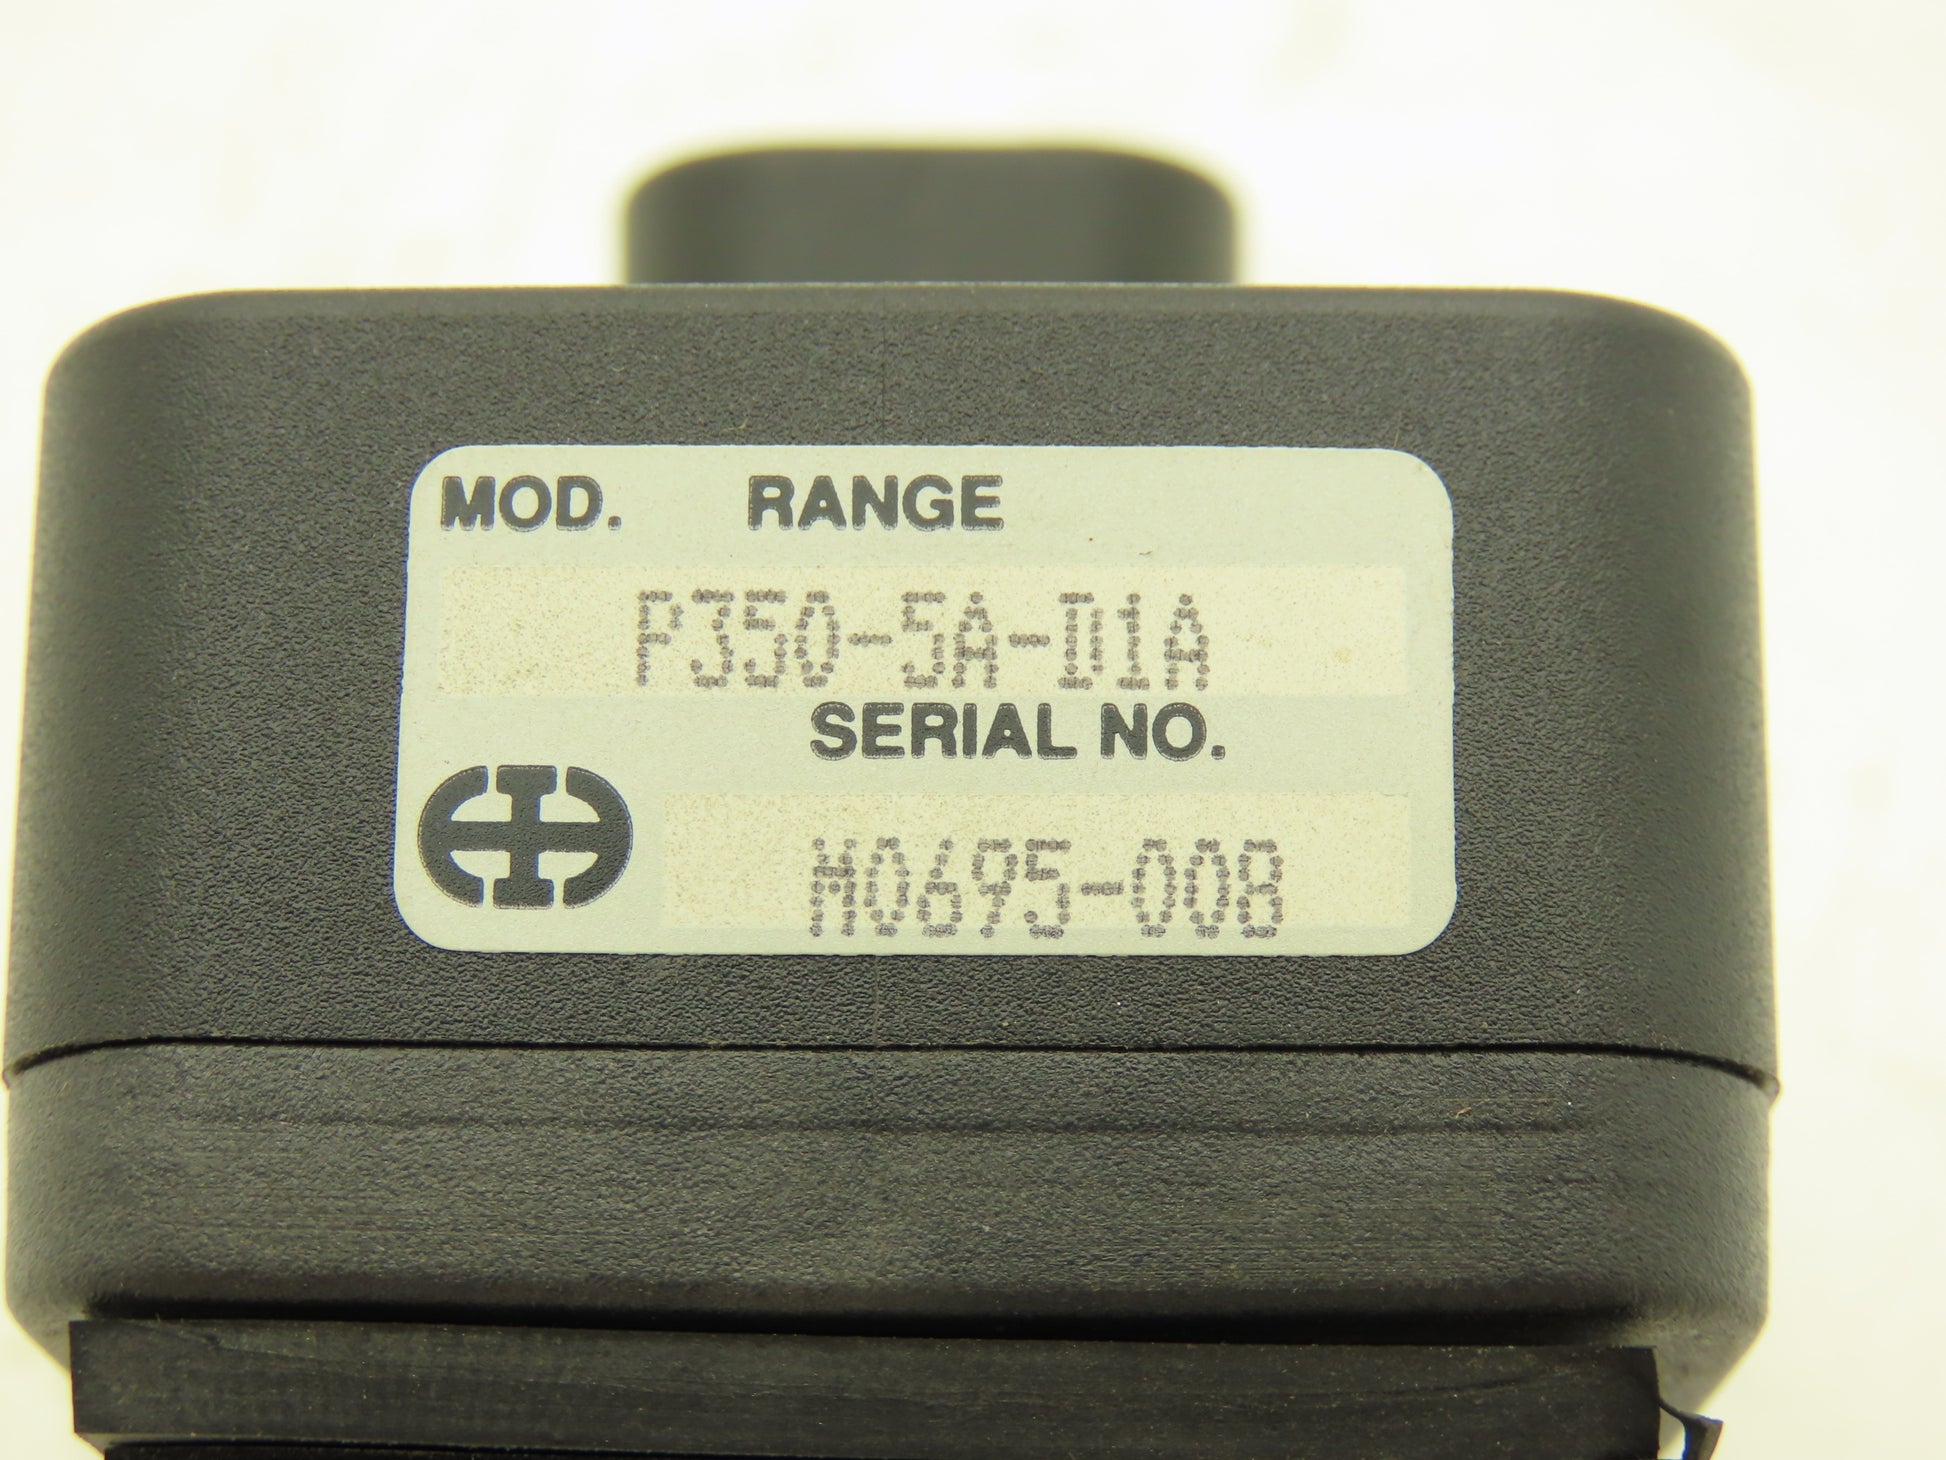 MOD. RANGE
P350-5A-D1A
SERIAL NO.
M0695-008